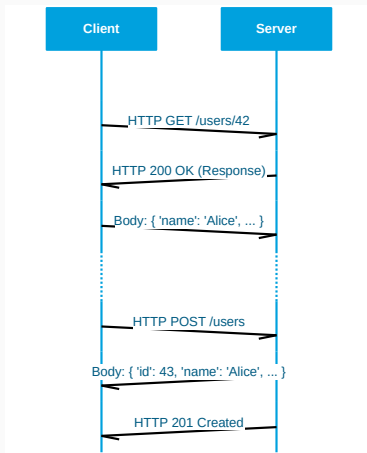 Client
Server
HTTP GET /users/42
HTTP 200 OK (Response)
Body: { 'name': 'Alice', ... }
HTTP POST /users
Body: { 'id': 43, 'name': 'Alice', ... }
HTTP 201 Created